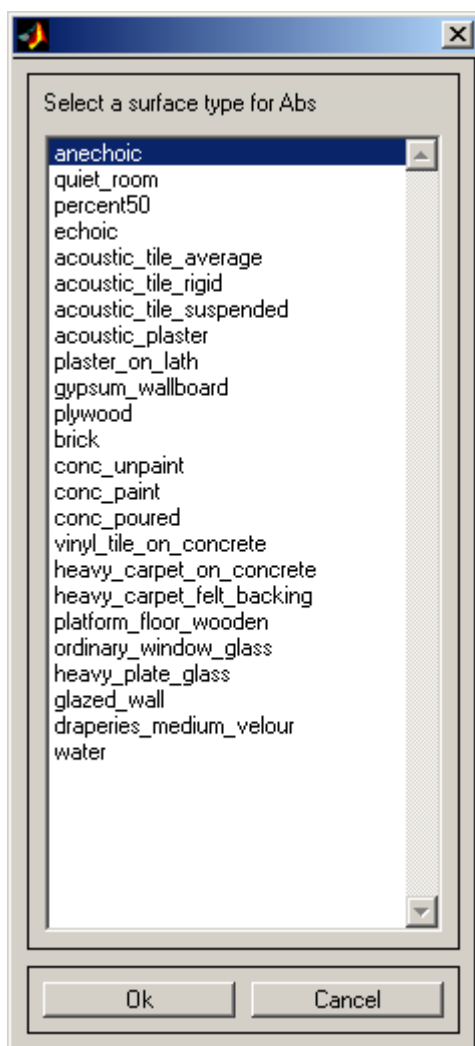 Select a surface type for Abs
anechoic
quiet_room
percent50
echoic
acoustic_tile_average
acoustic_tile_rigid
acoustic_tile_suspended
acoustic_plaster
plaster_on_lath
gypsum_wallboard
plywood
brick
conc_unpaint
conc_paint
conc_poured
vinyl_tile_on_concrete
heavy_carpet_on_concrete
heavy_carpet_felt_backing
platform_floor_wooden
ordinary_window_glass
heavy_plate_glass
glazed_wall
draperies_medium_velour
water
Ok Cancel